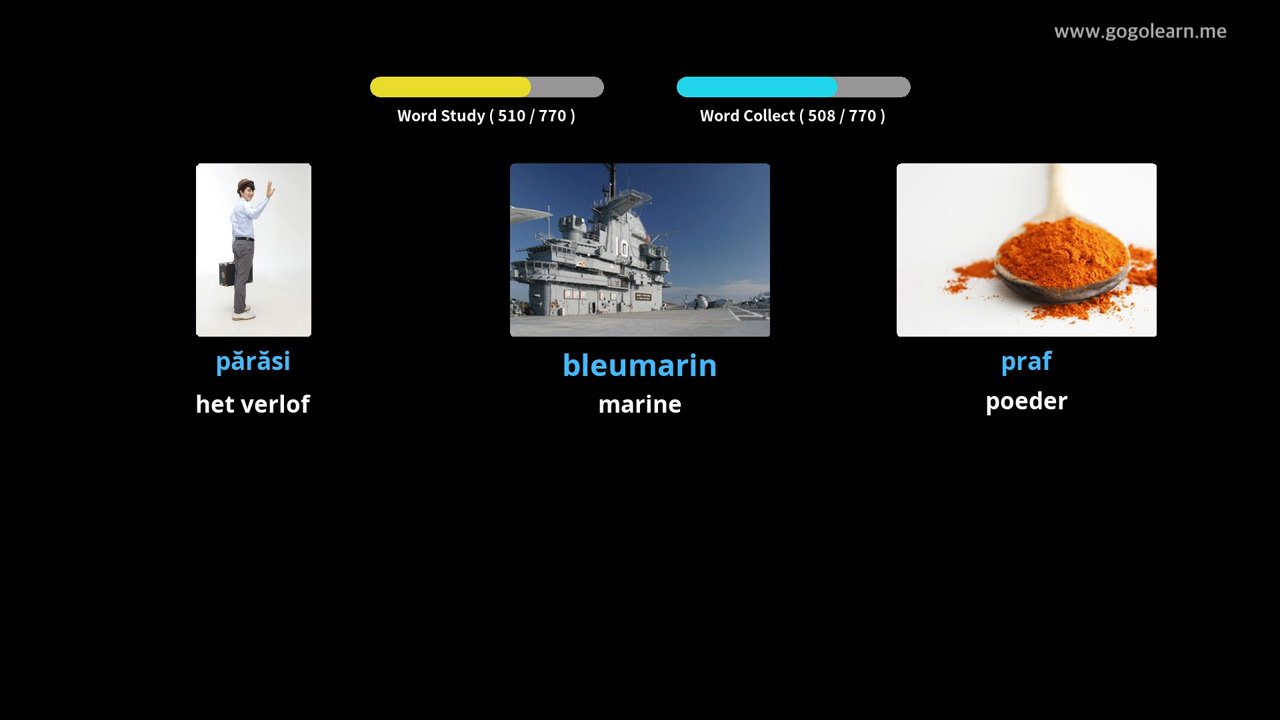 www.gogolearn.me
Word Study ( 510 / 770 )
Word Collect ( 508 / 770 )
părăsi
het verlof
bleumarin
marine
praf
poeder